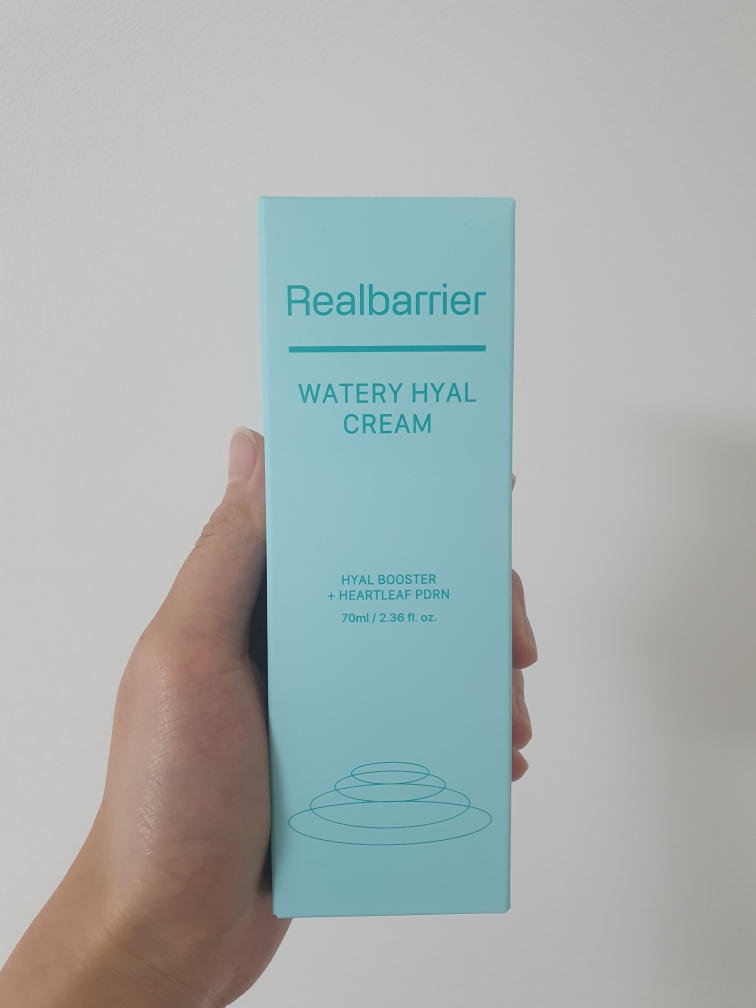 Realbarrier
WATERY HYAL
CREAM
HYAL BOOSTER
+ HEARTLEAF PDRN
70ml / 2.36 fl. oz.